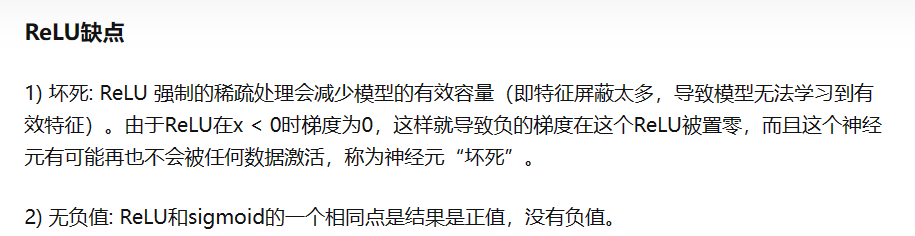 ReLU缺点
1) 坏死: ReLU 强制的稀疏处理会减少模型的有效容量（即特征屏蔽太多，导致模型无法学习到有
效特征）。由于ReLU在x < 0时梯度为0，这样就导致负的梯度在这个ReLU被置零，而且这个神经
元有可能再也不会被任何数据激活，称为神经元“坏死”。
2) 无负值: ReLU和sigmoid的一个相同点是结果是正值，没有负值。